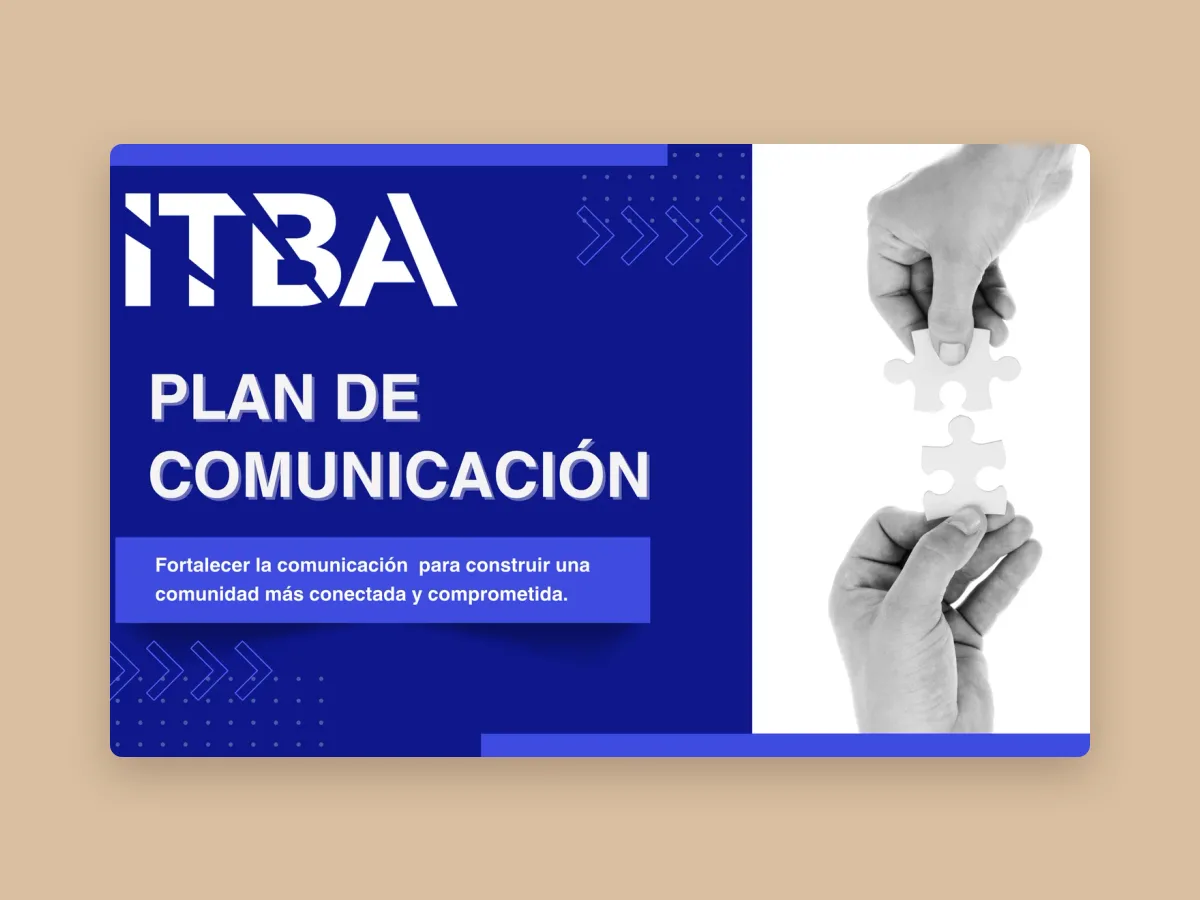 ITBA
PLAN DE
COMUNICACIÓN
Fortalecer la comunicación  para construir una
comunidad más conectada y comprometida.